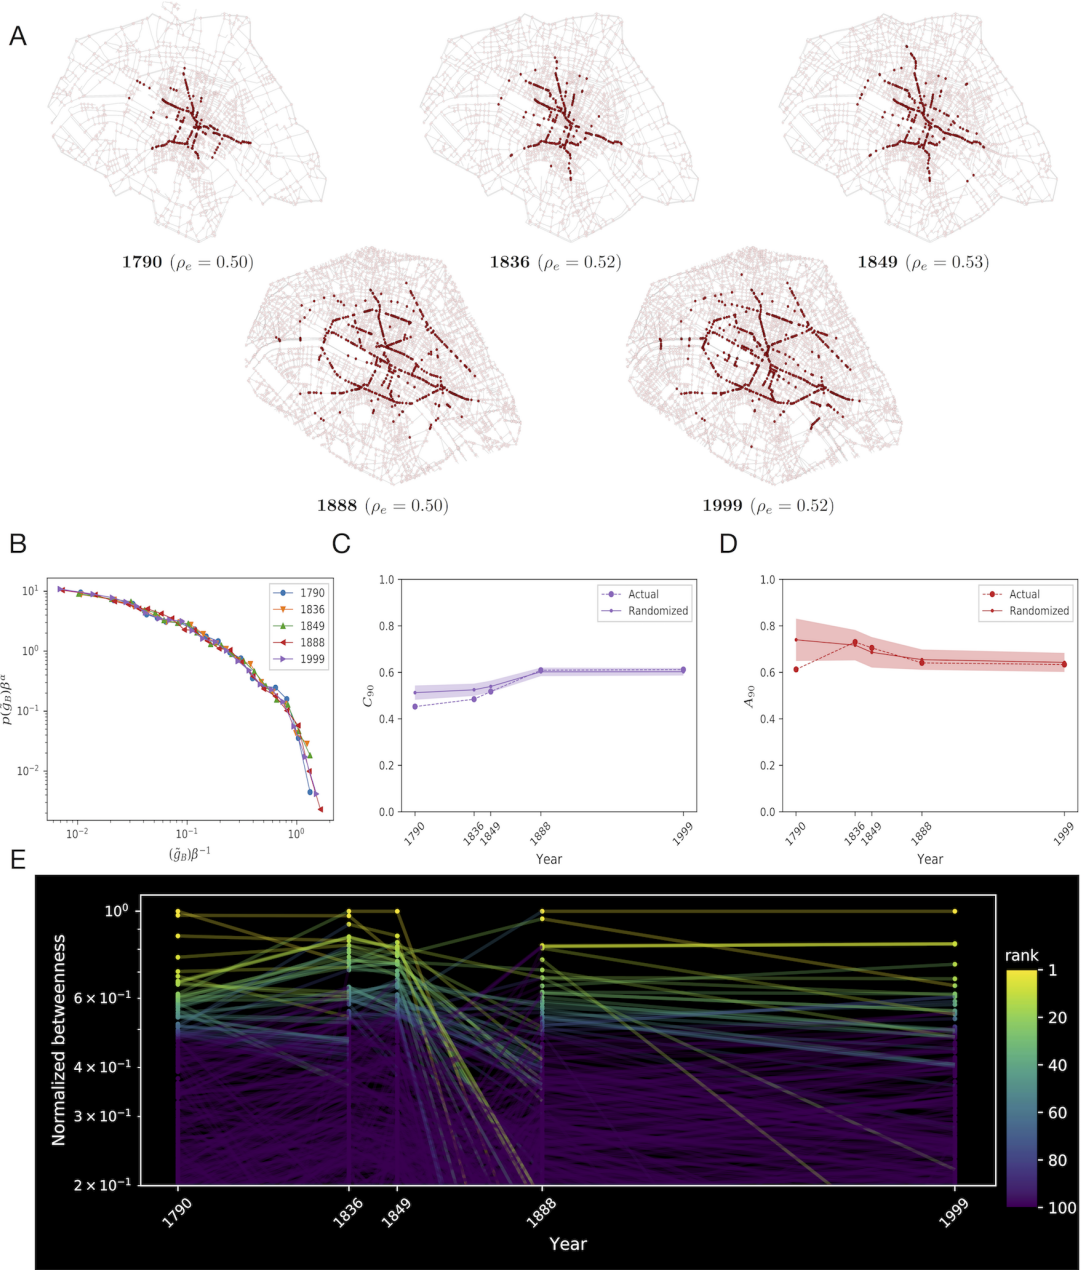 A
1790 (ρe = 0.50)
1836 (ρe = 0.52)
1849 (ρe = 0.53)
1888 (ρe = 0.50)
1999 (ρe = 0.52)
B
10¹
10⁰
10⁻¹
10⁻²
p(g̃B)βᵅ
10⁻²
10⁻¹
10⁰
(g̃B)β⁻¹
1790
1836
1849
1888
1999
C
1.0
0.8
0.6
0.4
0.2
0.0
C90
Actual
Randomized
1790
1836
1849
1888
1999
Year
D
1.0
0.8
0.6
0.4
0.2
0.0
A90
Actual
Randomized
1790
1836
1849
1888
1999
Year
E
10⁰
6 × 10⁻¹
4 × 10⁻¹
3 × 10⁻¹
2 × 10⁻¹
Normalized betweenness
1790
1836
1849
1888
1999
Year
rank
1
20
40
60
80
100